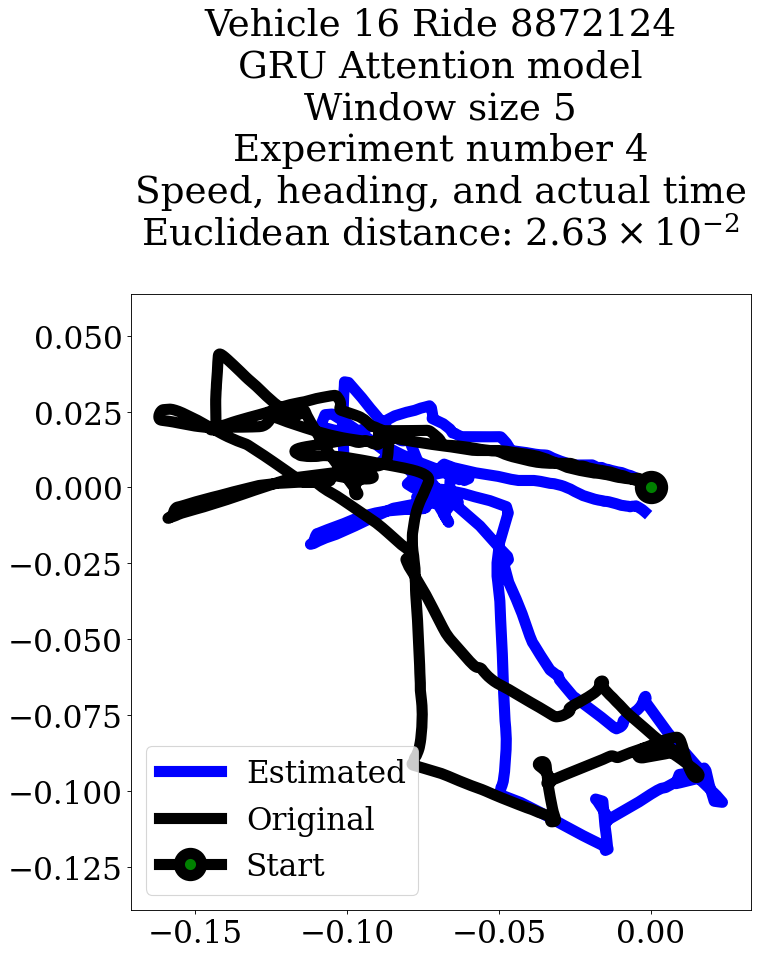 Vehicle 16 Ride 8872124
GRU Attention model
Window size 5
Experiment number 4
Speed, heading, and actual time
Euclidean distance: 2.63 × 10⁻²
0.050
0.025
0.000
−0.025
−0.050
−0.075
−0.100
−0.125
Estimated
Original
Start
−0.15 −0.10 −0.05 0.00